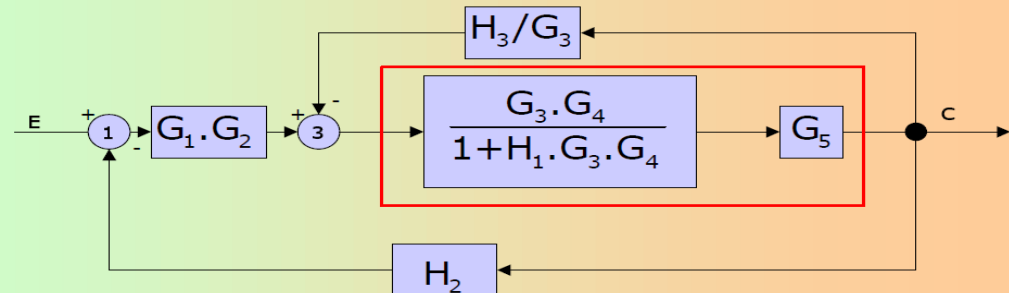 H₃/G₃
-
E
+
1
-
G₁.G₂
+
3
G₃.G₄
1+H₁.G₃.G₄
G₅
C
H₂